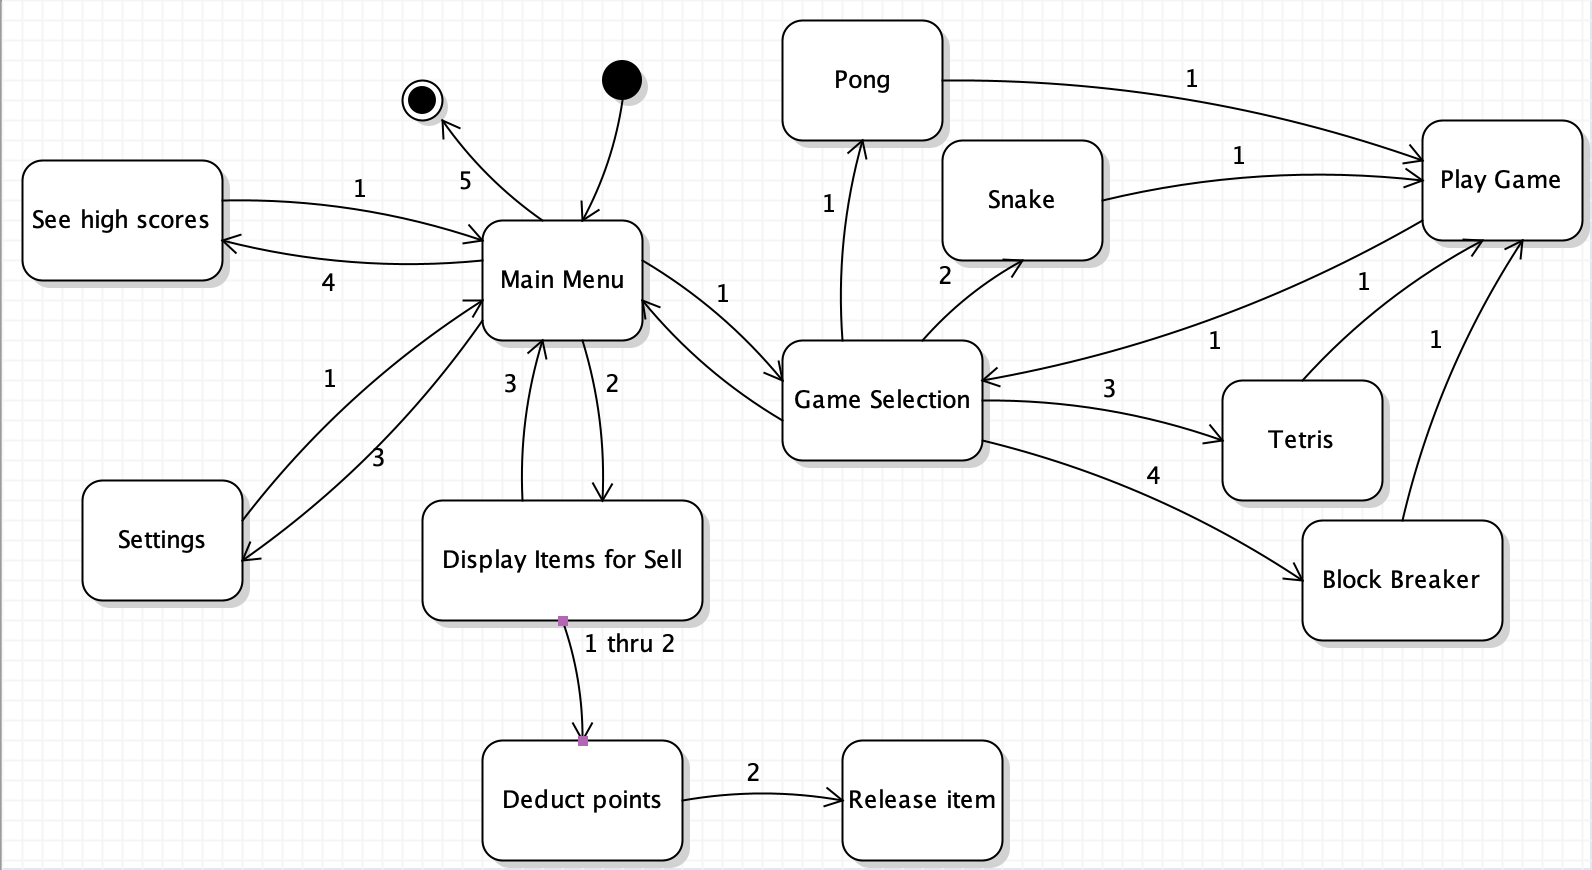 Pong
1
Snake
1
Play Game
5
1
See high scores
4
Main Menu
1
1
2
1
1
1
3
2
Game Selection
3
Tetris
3
4
Settings
Display Items for Sell
Block Breaker
1 thru 2
Deduct points
2
Release item
1